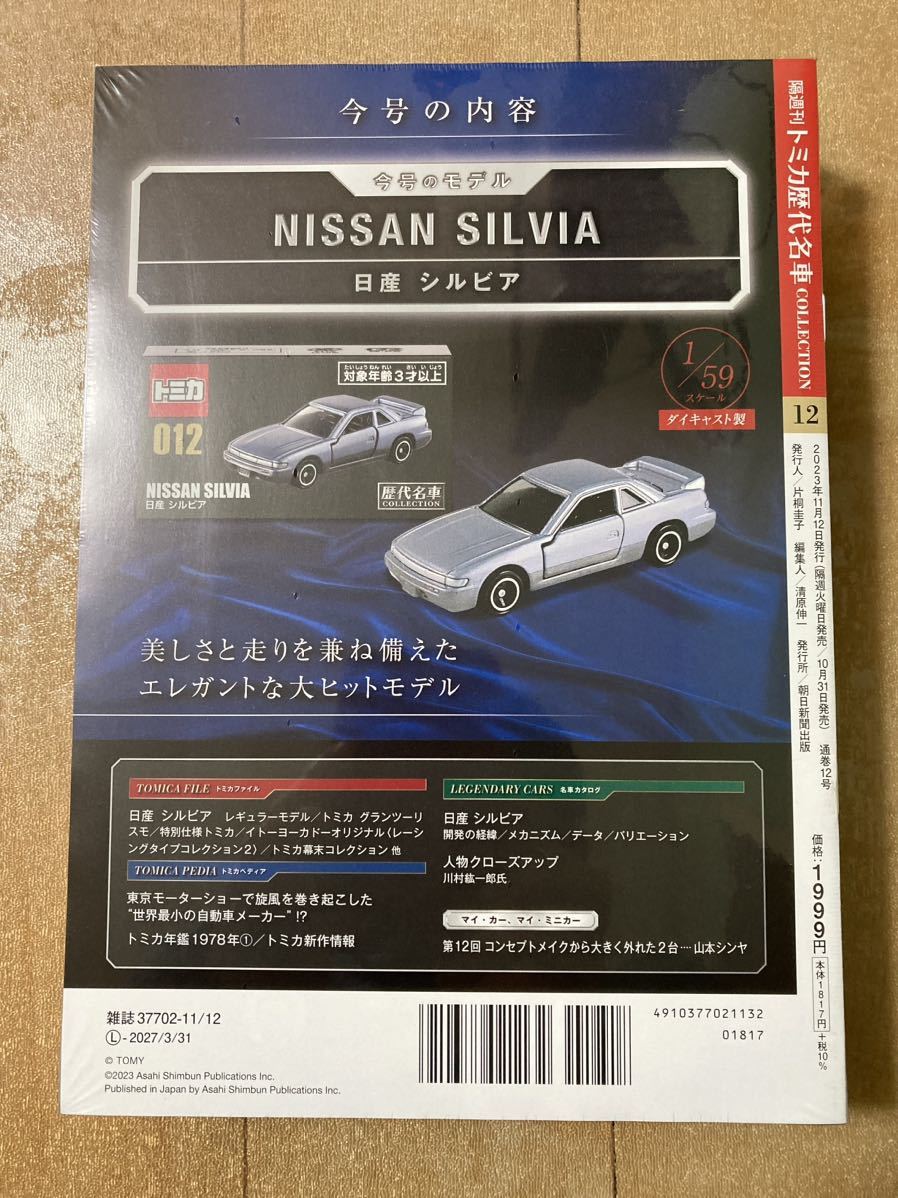 今号の内容
今号のモデル
NISSAN SILVIA
日産 シルビア
たいしょうねんれい さいいじょう
対象年齢3才以上
トミカ
012
NISSAN SILVIA
日産 シルビア
歴代名車
COLLECTION
1/59
スケール
ダイキャスト製
美しさと走りを兼ね備えた
エレガントな大ヒットモデル
TOMICA FILE トミカファイル
日産 シルビア レギュラーモデル/トミカ グランツーリ
スモ/特別仕様トミカ/イトーヨーカドーオリジナル〈レーシ
ングタイプコレクション2〉/トミカ幕末コレクション 他
TOMICA PEDIA トミカペディア
東京モーターショーで旋風を巻き起こした
“世界最小の自動車メーカー”!?
トミカ年鑑1978年①/トミカ新作情報
LEGENDARY CARS 名車カタログ
日産 シルビア
開発の経緯/メカニズム/データ/バリエーション
人物クローズアップ
川村紘一郎氏
マイ・カー、マイ・ミニカー
第12回 コンセプトメイクから大きく外れた2台‥‥山本シンヤ
雑誌 37702-11/12
Ⓛ-2027/3/31
© TOMY
©2023 Asahi Shimbun Publications Inc.
Published in Japan by Asahi Shimbun Publications Inc.
4910377021132
01817
隔週刊 トミカ歴代名車 COLLECTION
12
2023年11月12日発行(隔週火曜日発売/10月31日発売) 通巻12号
発行人/片桐圭子 編集人/清原伸一 発行所/朝日新聞出版
価格:1999円
本体1817円
+税10%